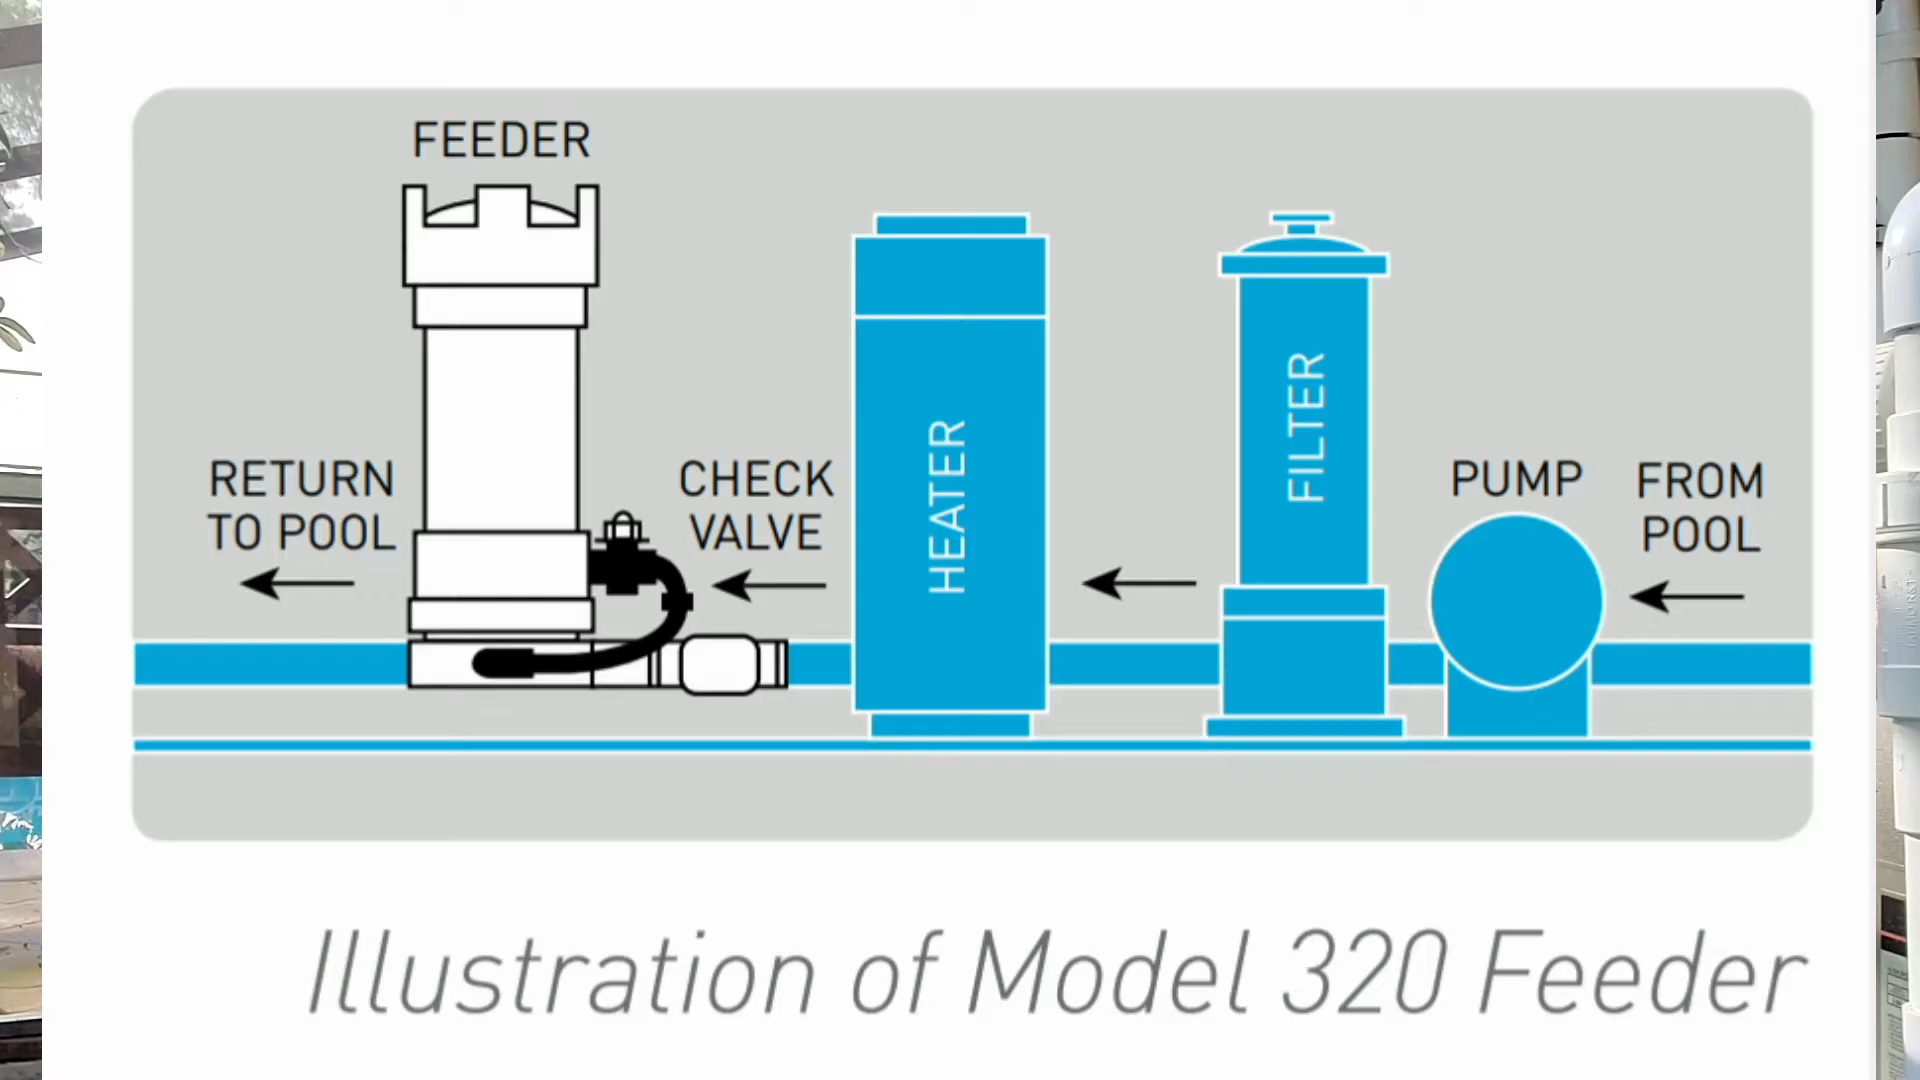 FEEDER
RETURN
TO POOL
CHECK
VALVE
HEATER
FILTER
PUMP
FROM
POOL
Illustration of Model 320 Feeder